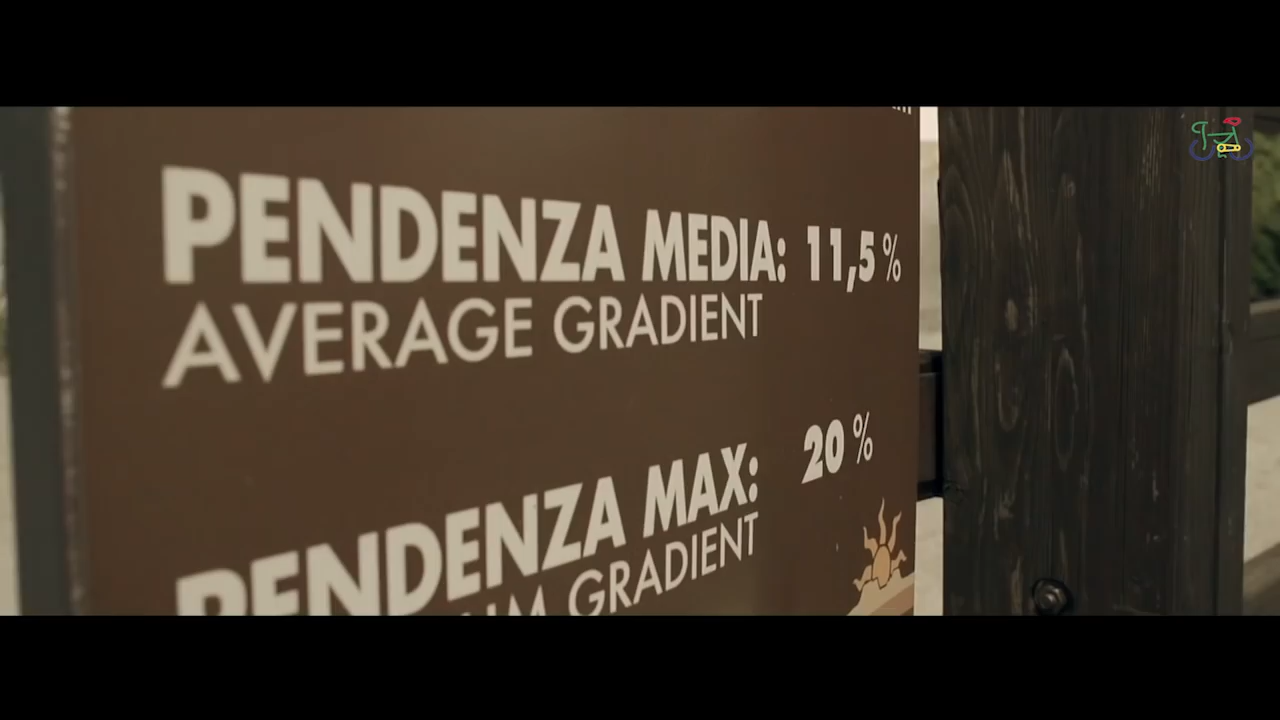 PENDENZA MEDIA: 11,5 %
AVERAGE GRADIENT
PENDENZA MAX: 20 %
GRADIENT